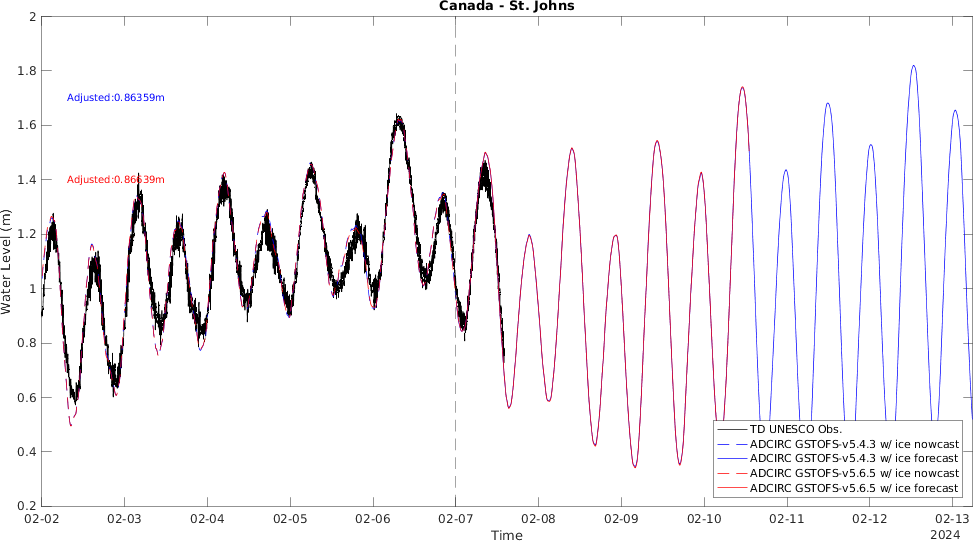 Canada - St. Johns
2
1.8
Adjusted:0.86359m
1.6
1.4
Adjusted:0.86639m
Water Level (m)
1.2
1
0.8
0.6
0.4
0.2
TD UNESCO Obs.
ADCIRC GSTOFS-v5.4.3 w/ ice nowcast
ADCIRC GSTOFS-v5.4.3 w/ ice forecast
ADCIRC GSTOFS-v5.6.5 w/ ice nowcast
ADCIRC GSTOFS-v5.6.5 w/ ice forecast
02-02 02-03 02-04 02-05 02-06 02-07 02-08 02-09 02-10 02-11 02-12 02-13
Time
2024